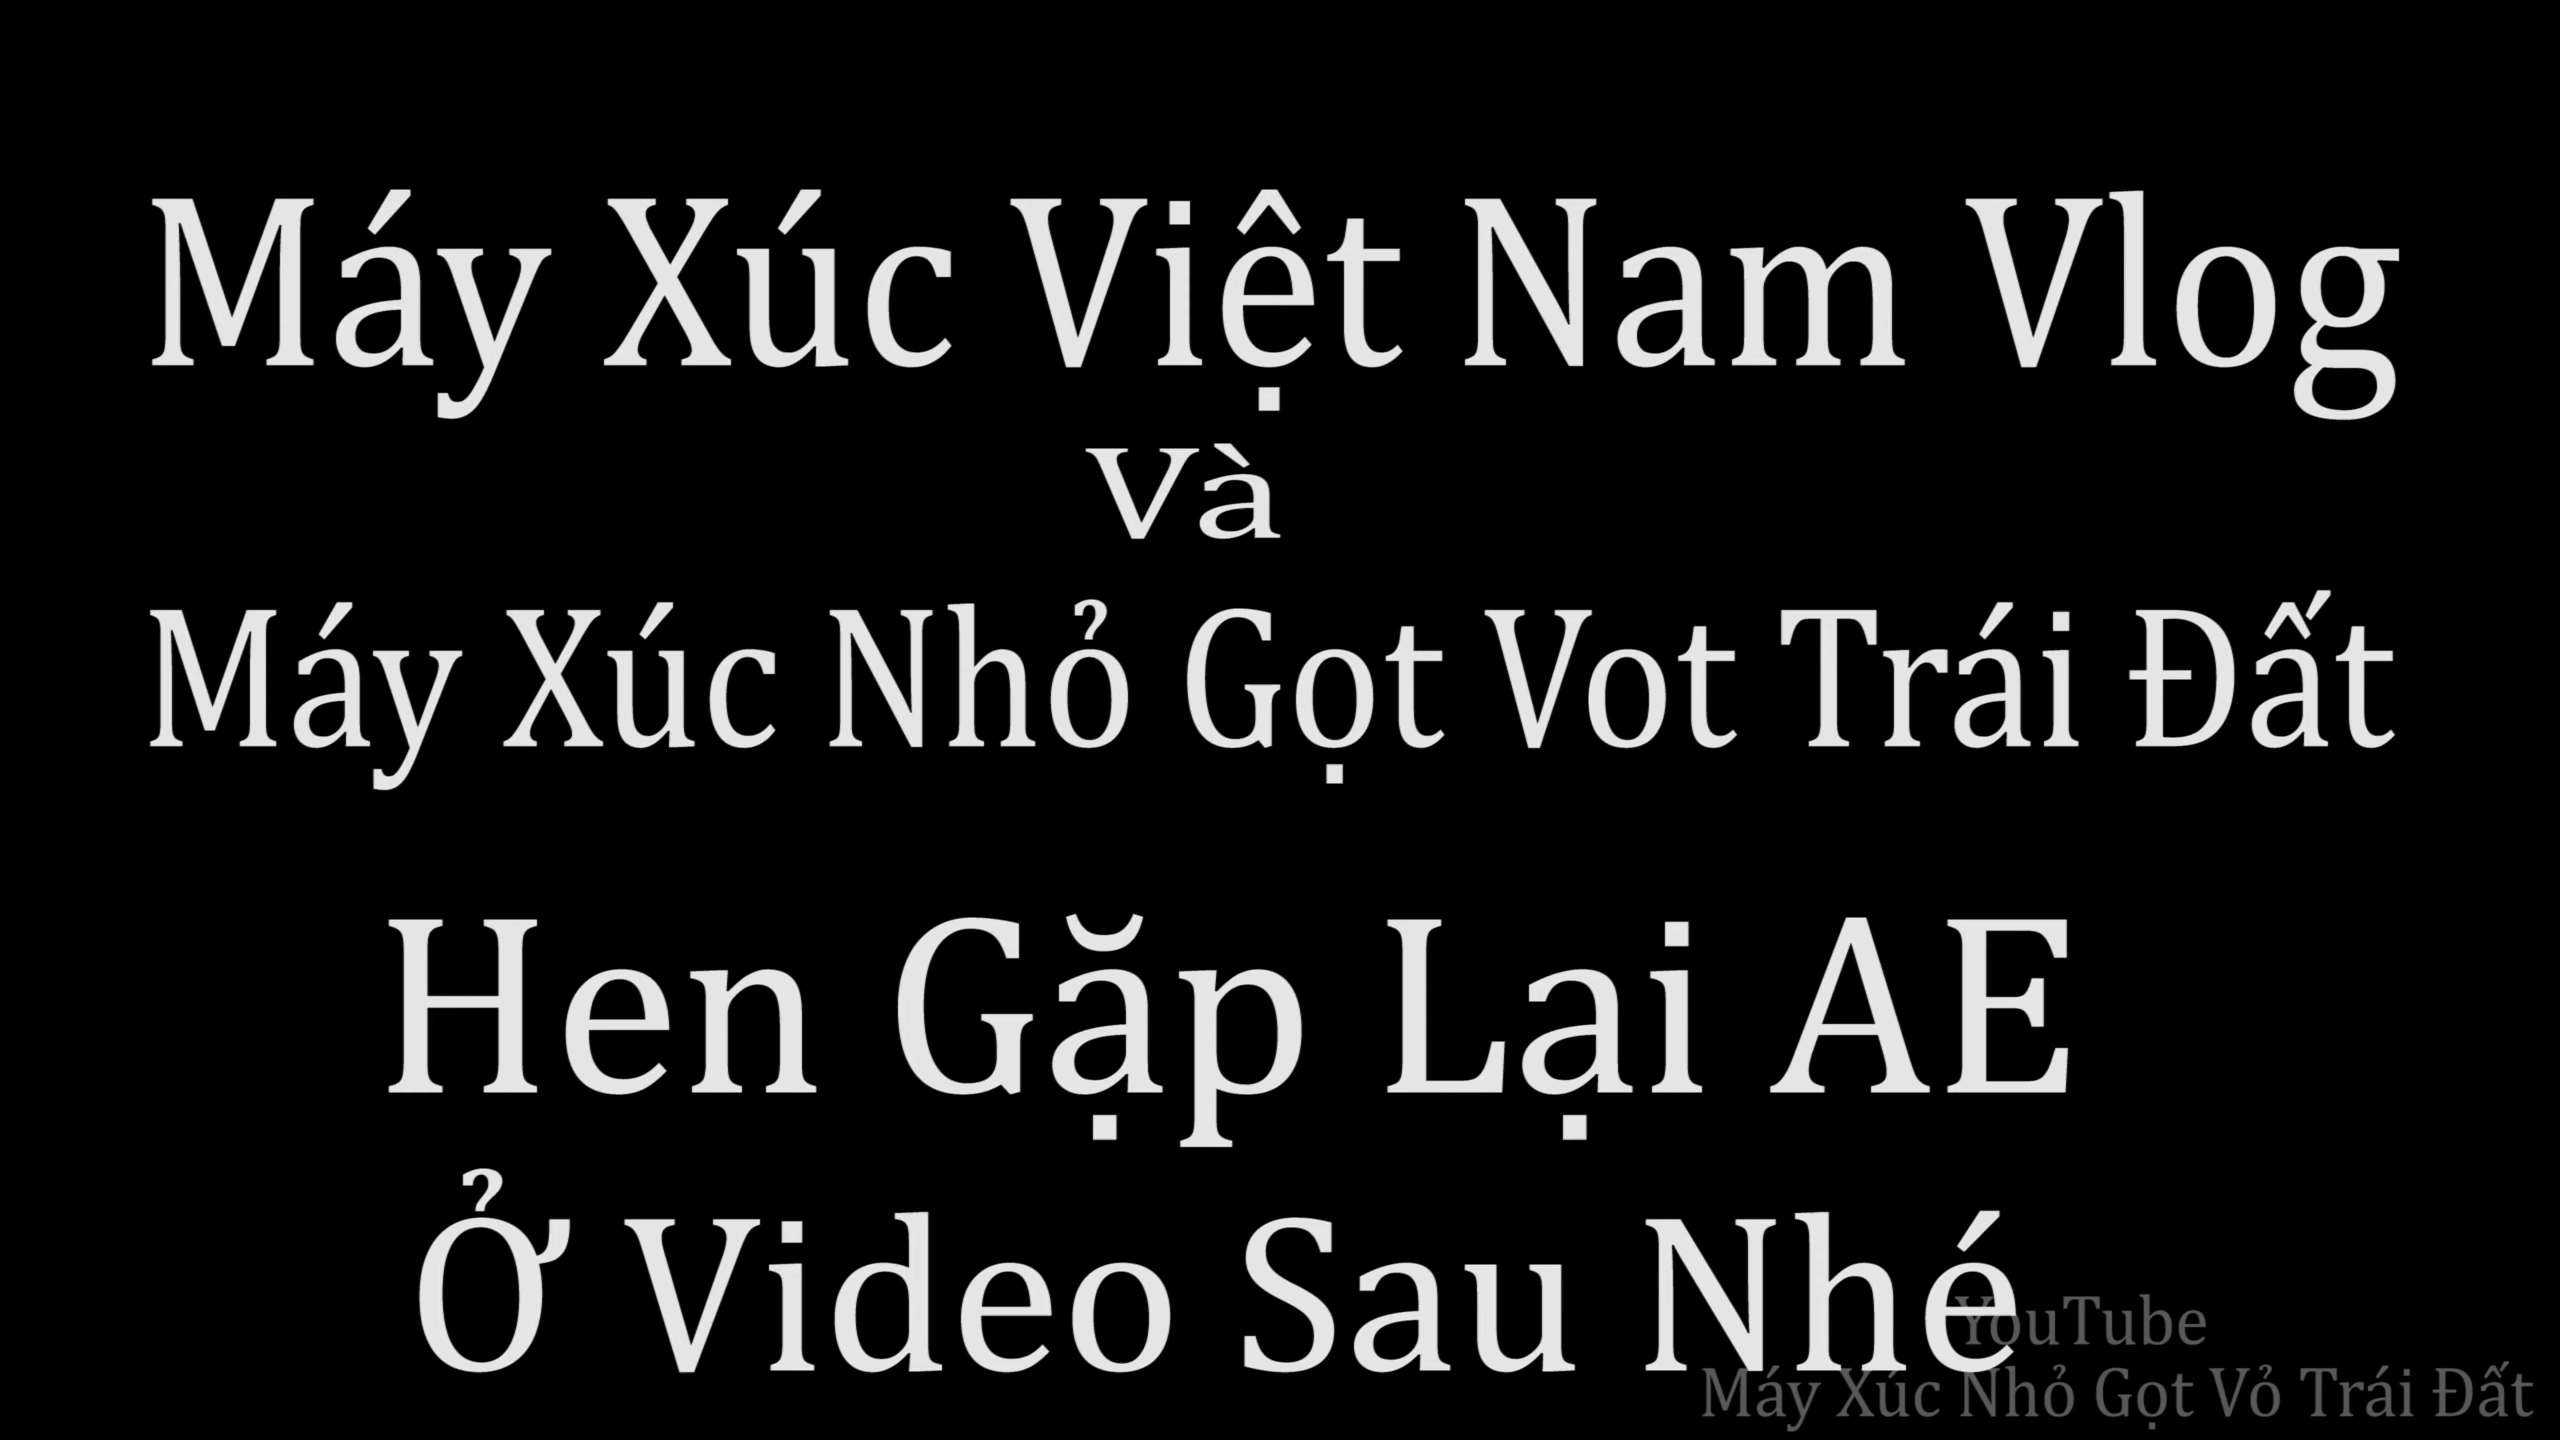 Máy Xúc Việt Nam Vlog
Và
Máy Xúc Nhỏ Gọt Vot Trái Đất
Hen Gặp Lại AE
Ở Video Sau Nhé
YouTube
Máy Xúc Nhỏ Gọt Vỏ Trái Đất